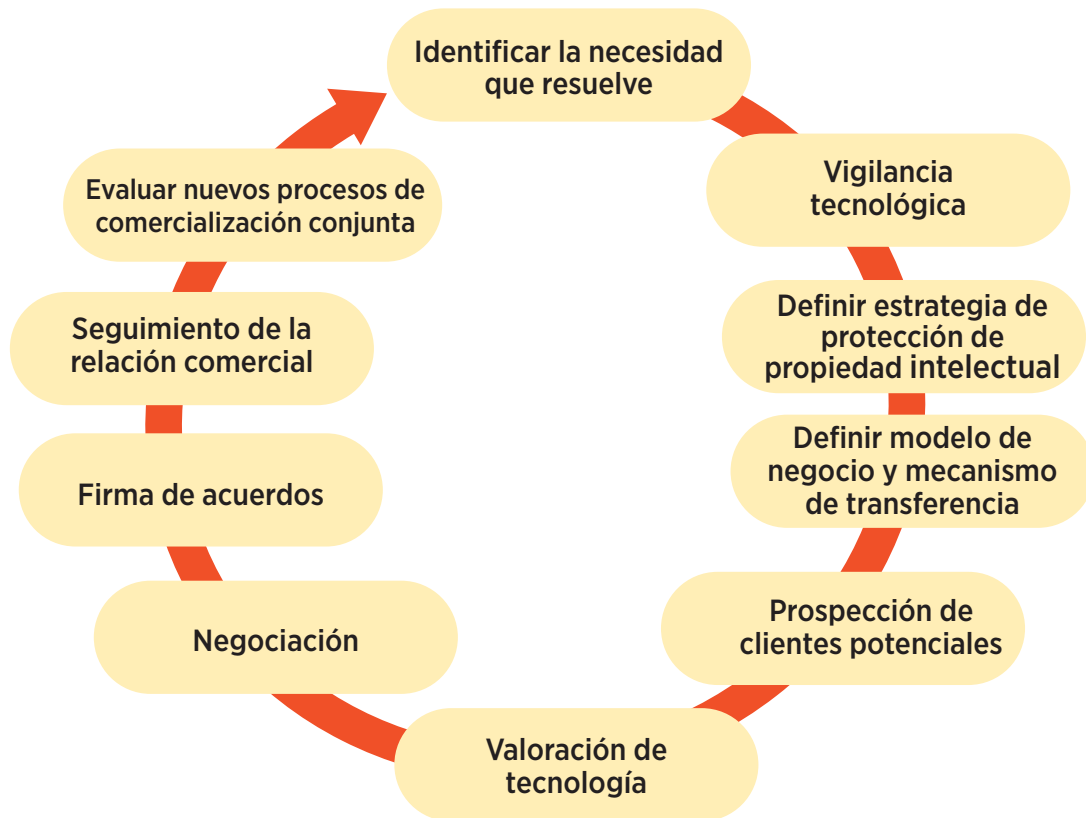 Identificar la necesidad
que resuelve
Vigilancia
tecnológica
Definir estrategia de
protección de
propiedad intelectual
Definir modelo de
negocio y mecanismo
de transferencia
Prospección de
clientes potenciales
Valoración de
tecnología
Negociación
Firma de acuerdos
Seguimiento de la
relación comercial
Evaluar nuevos procesos de
comercialización conjunta